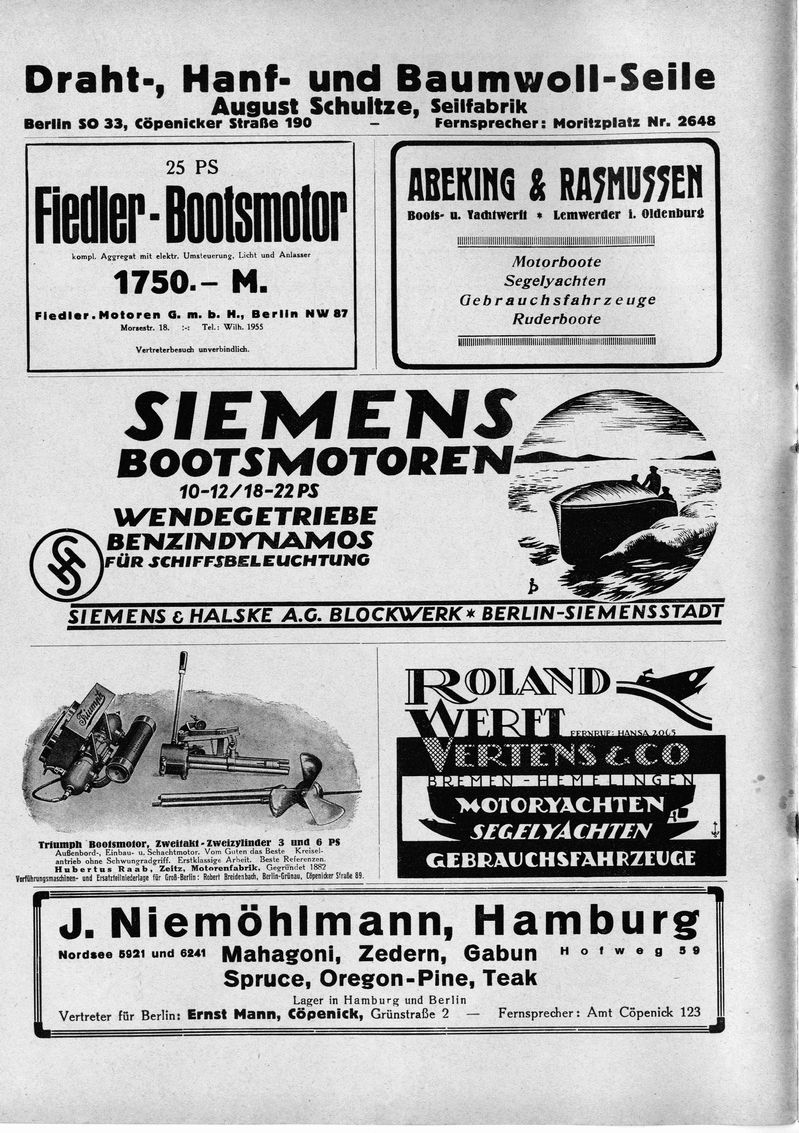 Draht-, Hanf- und Baumwoll-Seile
August Schultze, Seilfabrik
Berlin SO 33, Cöpenicker Straße 190 — Fernsprecher: Moritzplatz Nr. 2648
25 PS
Fiedler-Bootsmotor
kompl. Aggregat mit elektr. Umsteuerung, Licht und Anlasser
1750.— M.
Fiedler-Motoren G. m. b. H., Berlin NW 87
Morsestr. 18. :-: Tel.: Wilh. 1955
Vertreterbesuch unverbindlich.
ABEKING & RASMUSSEN
Boots- u. Yachtwerft * Lemwerder i. Oldenburg
Motorboote
Segelyachten
Gebrauchsfahrzeuge
Ruderboote
SIEMENS
BOOTSMOTOREN
10-12/18-22 PS
WENDEGETRIEBE
BENZINDYNAMOS
FÜR SCHIFFSBELEUCHTUNG
SIEMENS & HALSKE A.G. BLOCKWERK * BERLIN-SIEMENSSTADT
Triumph
Triumph Bootsmotor, Zweitakt-Zweizylinder 3 und 6 PS
Außenbord-, Einbau- u. Schachtmotor. Vom Guten das Beste Kreisel-
antrieb ohne Schwungradgriff. Erstklassige Arbeit. Beste Referenzen.
Hubertus Raab, Zeitz, Motorenfabrik, Gegründet 1882
Vorführungsmaschinen- und Ersatzteilniederlage für Groß-Berlin: Robert Breidenbach, Berlin-Grünau, Cöpenicker Straße 89.
ROLAND
WERFT
FERNRUF: HANSA 2065
VERTENS & CO
BREMEN - HEMELINGEN
MOTORYACHTEN
SEGELYACHTEN
GEBRAUCHSFAHRZEUGE
J. Niemöhlmann, Hamburg
Nordsee 5921 und 6241 Mahagoni, Zedern, Gabun Hofweg 59
Spruce, Oregon-Pine, Teak
Lager in Hamburg und Berlin
Vertreter für Berlin: Ernst Mann, Cöpenick, Grünstraße 2 — Fernsprecher: Amt Cöpenick 123